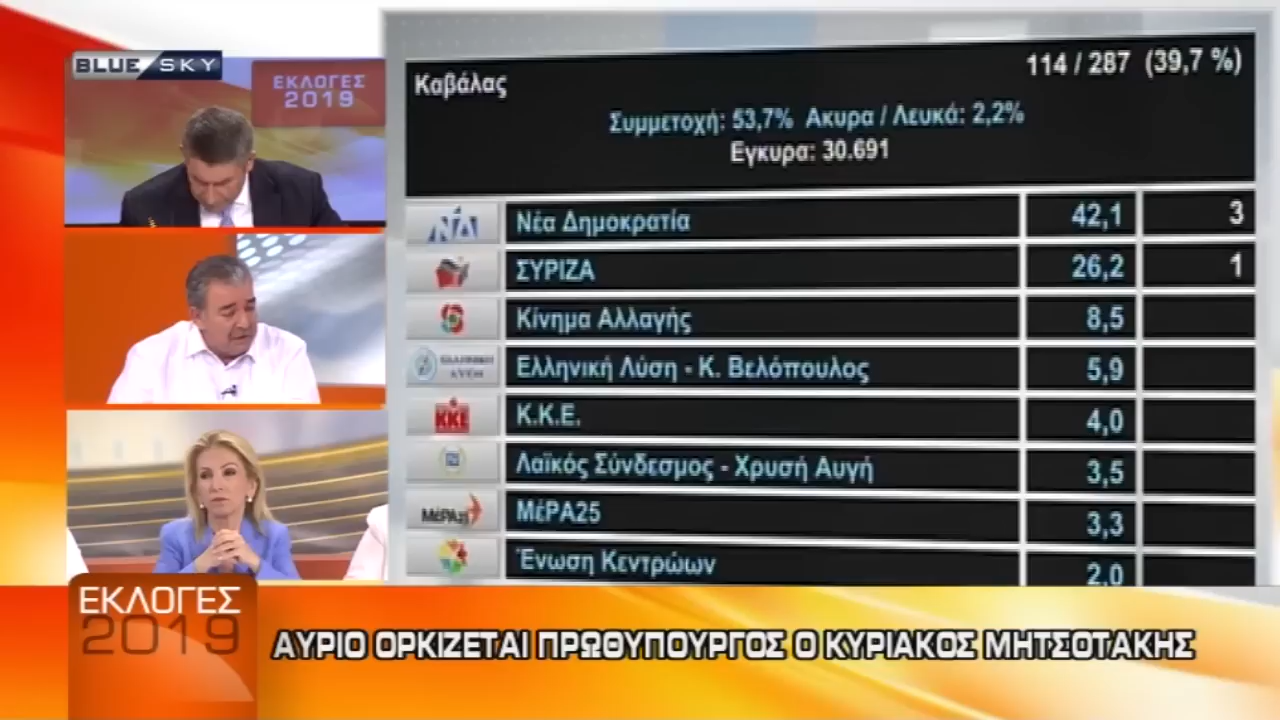 BLUE SKY
ΕΚΛΟΓΕΣ
2019
Καβάλας
114 / 287 (39,7 %)
Συμμετοχή: 53,7% Ακυρα / Λευκά: 2,2%
Εγκυρα: 30.691
ΝΔ Νέα Δημοκρατία 42,1 3
ΣΥΡΙΖΑ 26,2 1
Κίνημα Αλλαγής 8,5
ΕΛΛΗΝΙΚΗ
ΛΥΣΗ
Ελληνική Λύση - Κ. Βελόπουλος 5,9
ΚΚΕ Κ.Κ.Ε. 4,0
Λαϊκός Σύνδεσμος - Χρυσή Αυγή 3,5
ΜέΡΑ25 ΜέΡΑ25 3,3
Ένωση Κεντρώων 2,0
ΕΚΛΟΓΕΣ
2019
ΑΥΡΙΟ ΟΡΚΙΖΕΤΑΙ ΠΡΩΘΥΠΟΥΡΓΟΣ Ο ΚΥΡΙΑΚΟΣ ΜΗΤΣΟΤΑΚΗΣ